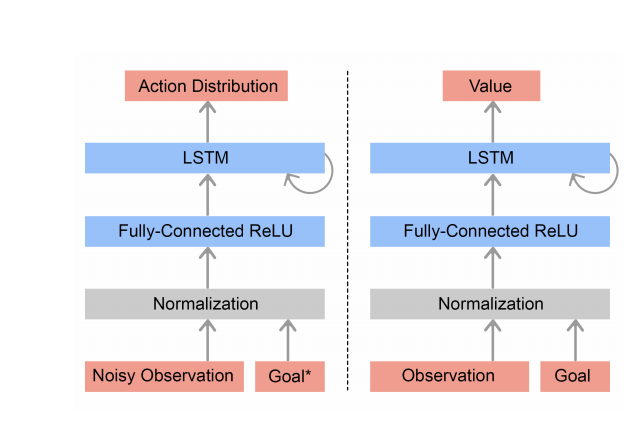 Action Distribution
LSTM
Fully-Connected ReLU
Normalization
Noisy Observation
Goal*
Value
LSTM
Fully-Connected ReLU
Normalization
Observation
Goal